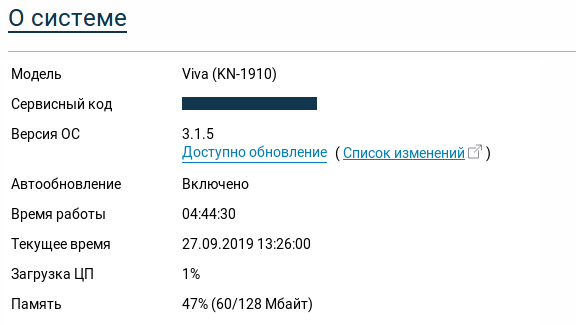 О системе
Модель Viva (KN-1910)
Сервисный код
Версия ОС 3.1.5
Доступно обновление ( Список изменений )
Автообновление Включено
Время работы 04:44:30
Текущее время 27.09.2019 13:26:00
Загрузка ЦП 1%
Память 47% (60/128 Мбайт)